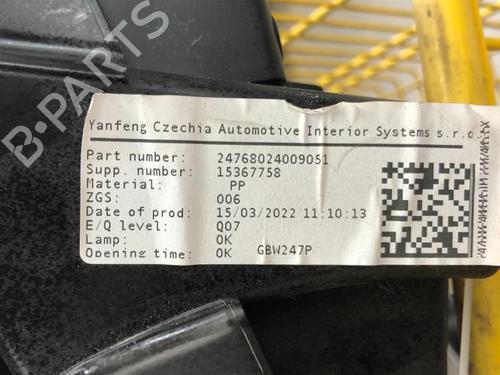 Yanfeng Czechia Automotive Interior Systems s.r.o.
Part number: 24768024009051
Supp. number: 15367758
Material: PP
ZGS: 006
Date of prod: 15/03/2022 11:10:13
E/Q level: Q07
Lamp: OK
Opening time: OK GBW247P
B-PARTS